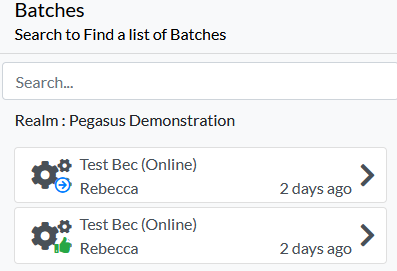 Batches
Search to Find a list of Batches
Search...
Realm : Pegasus Demonstration
Test Bec (Online)
Rebecca 2 days ago
Test Bec (Online)
Rebecca 2 days ago